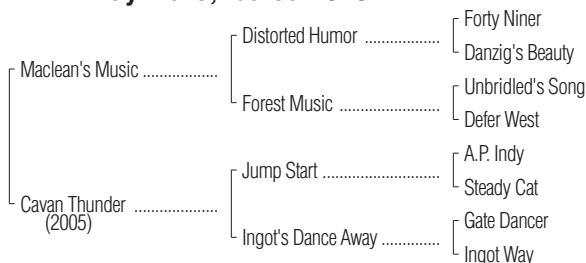 Forty Niner
Distorted Humor
Danzig's Beauty
Maclean's Music
Unbridled's Song
Forest Music
Defer West
A.P. Indy
Jump Start
Steady Cat
Cavan Thunder
(2005)
Gate Dancer
Ingot's Dance Away
Ingot Way